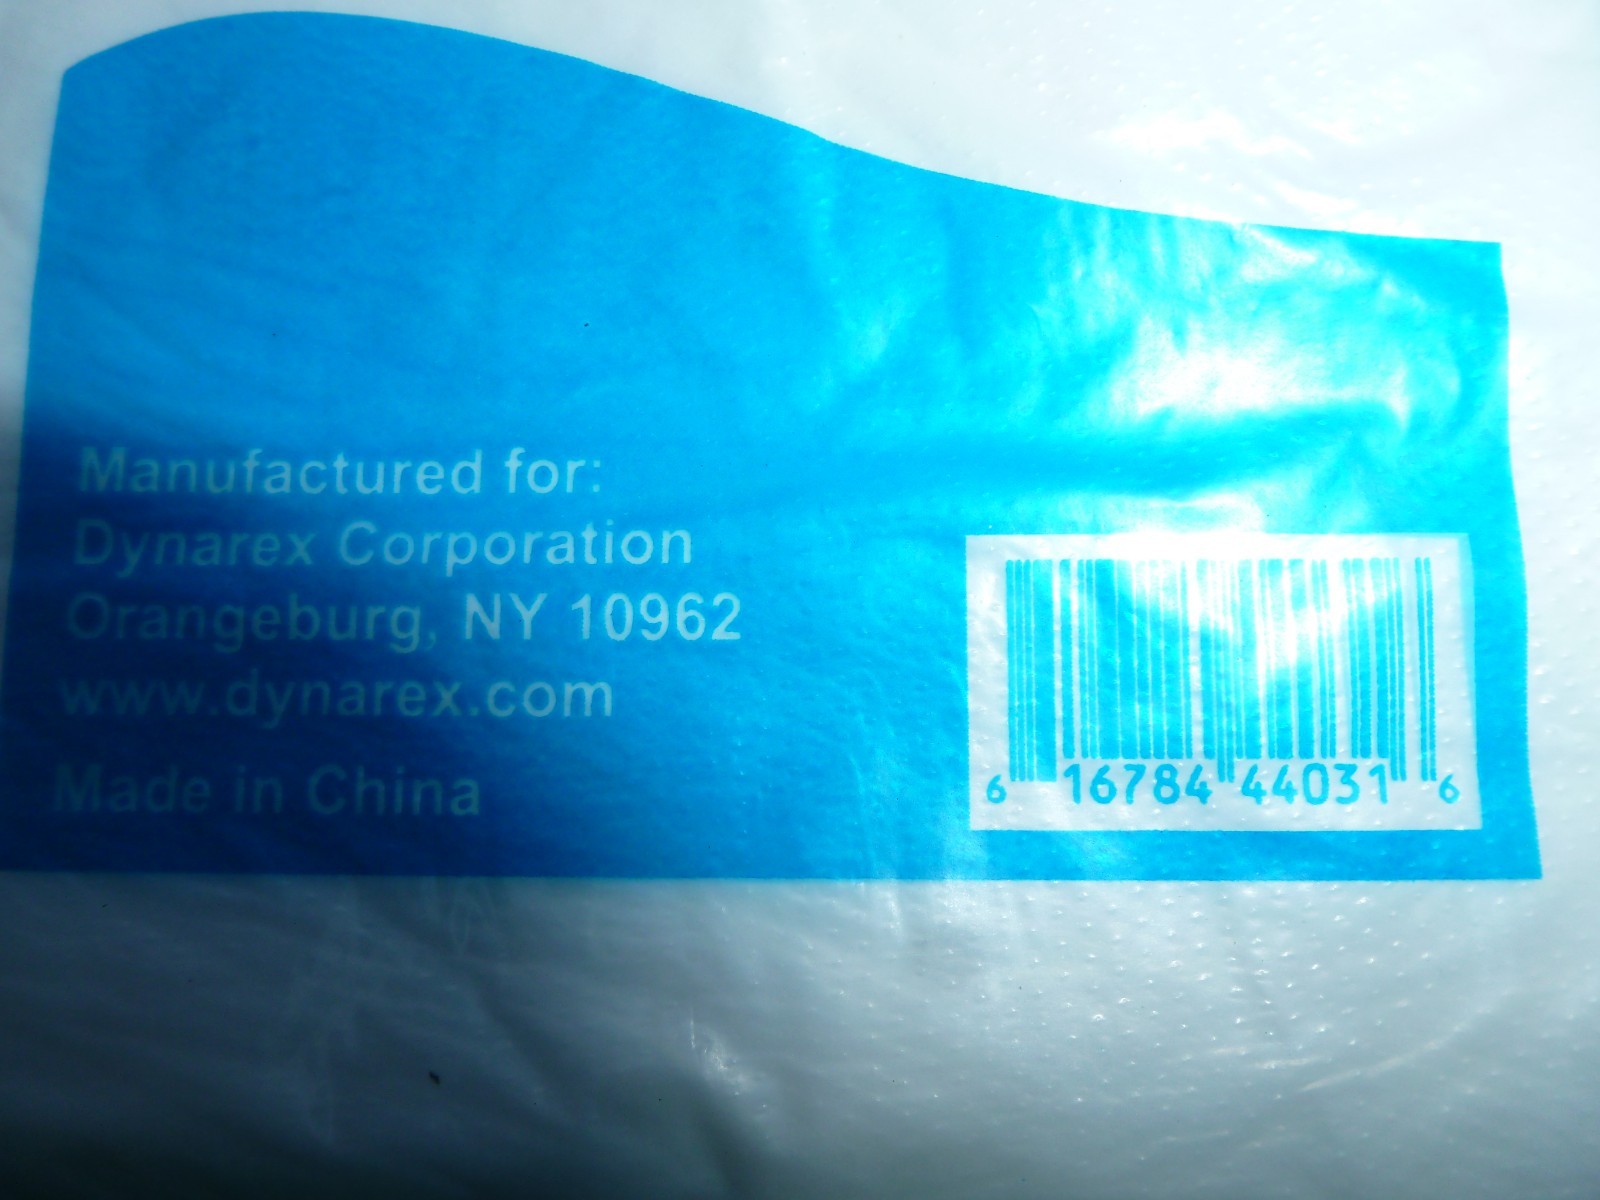 Manufactured for:
Dynarex Corporation
Orangeburg, NY 10962
www.dynarex.com
Made in China
6 16784 44031 6